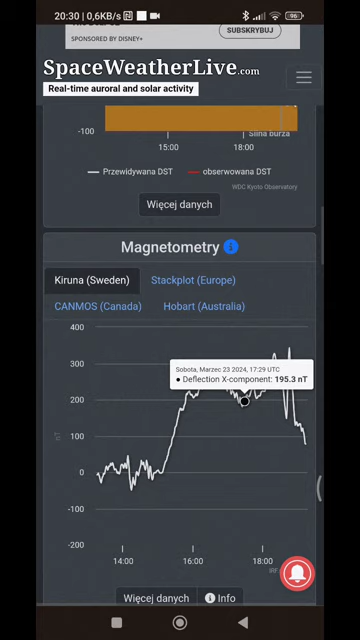 20:30 | 0,6KB/s
96
SUBSKRYBUJ
SPONSORED BY DISNEY+
SpaceWeatherLive.com
Real-time auroral and solar activity
-100
Silna burza
15:00
18:00
Przewidywana DST
obserwowana DST
WDC Kyoto Observatory
Więcej danych
Magnetometry
Kiruna (Sweden)
Stackplot (Europe)
CANMOS (Canada)
Hobart (Australia)
400
300
200
100
0
-100
-200
nT
Sobota, Marzec 23 2024, 17:29 UTC
● Deflection X-component: 195.3 nT
14:00
16:00
18:00
Więcej danych
Info